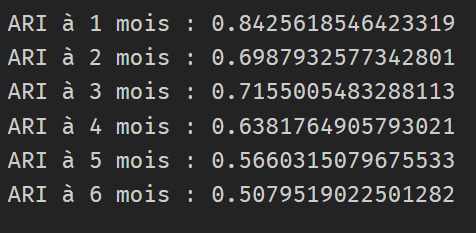 ARI à 1 mois : 0.8425618546423319
ARI à 2 mois : 0.6987932577342801
ARI à 3 mois : 0.7155005483288113
ARI à 4 mois : 0.6381764905793021
ARI à 5 mois : 0.5660315079675533
ARI à 6 mois : 0.5079519022501282